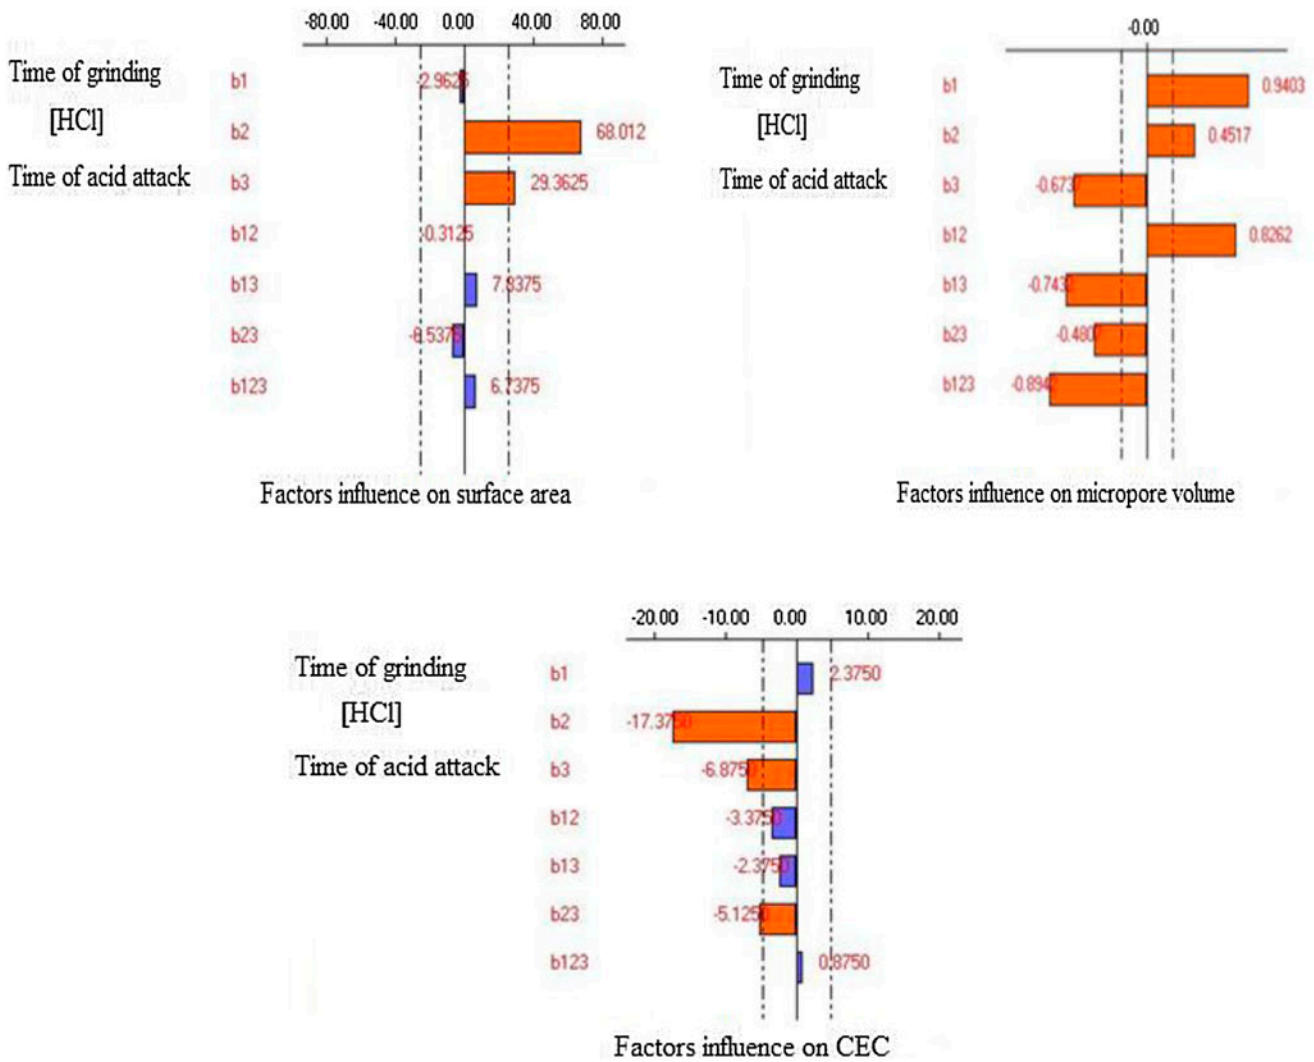 -80.00 -40.00 0.00 40.00 80.00
Time of grinding b1 -2.9625
[HCl] b2 68.012
Time of acid attack b3 29.3625
b12 -0.3125
b13 7.9375
b23 -6.5375
b123 6.7375
Factors influence on surface area
-0.00
Time of grinding b1 0.9403
[HCl] b2 0.4517
Time of acid attack b3 -0.673
b12 0.8262
b13 -0.743
b23 -0.480
b123 -0.894
Factors influence on micropore volume
-20.00 -10.00 0.00 10.00 20.00
Time of grinding b1 2.3750
[HCl] b2 -17.3750
Time of acid attack b3 -6.8750
b12 -3.3750
b13 -2.3750
b23 -5.1250
b123 0.8750
Factors influence on CEC